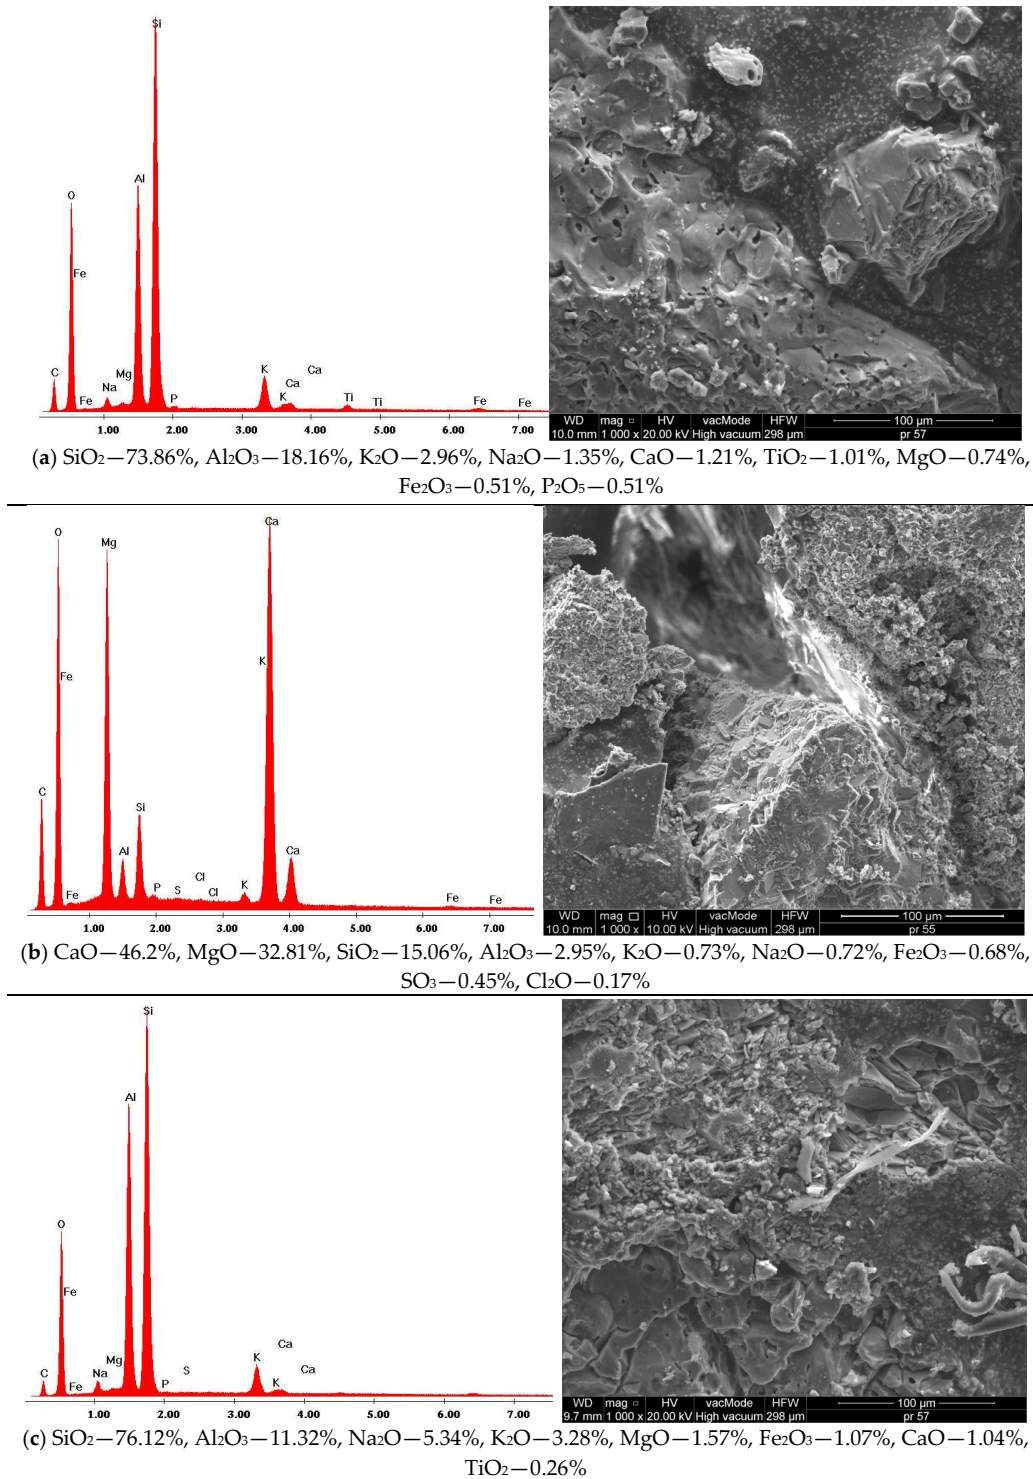 Si
Al
O
Fe
C
Fe
Na
Mg
P
K
K
Ca
Ca
Ti
Ti
Fe
Fe
1.00 2.00 3.00 4.00 5.00 6.00 7.00
WD mag □ HV vacMode HFW 100 µm
10.0 mm 1 000 x 20.00 kV High vacuum 298 µm pr 57
(a) SiO₂—73.86%, Al₂O₃—18.16%, K₂O—2.96%, Na₂O—1.35%, CaO—1.21%, TiO₂—1.01%, MgO—0.74%,
Fe₂O₃—0.51%, P₂O₅—0.51%
Ca
O
Mg
K
Fe
C
Si
Al
Fe
P
S
Cl
Cl
K
Ca
Fe
Fe
1.00 2.00 3.00 4.00 5.00 6.00 7.00
WD mag □ HV vacMode HFW 100 µm
10.0 mm 1 000 x 10.00 kV High vacuum 298 µm pr 55
(b) CaO—46.2%, MgO—32.81%, SiO₂—15.06%, Al₂O₃—2.95%, K₂O—0.73%, Na₂O—0.72%, Fe₂O₃—0.68%,
SO₃—0.45%, Cl₂O—0.17%
Si
Al
O
Fe
C
Fe
Na
Mg
P
S
K
K
Ca
Ca
1.00 2.00 3.00 4.00 5.00 6.00 7.00
WD mag □ HV vacMode HFW 100 µm
9.7 mm 1 000 x 20.00 kV High vacuum 298 µm pr 57
(c) SiO₂—76.12%, Al₂O₃—11.32%, Na₂O—5.34%, K₂O—3.28%, MgO—1.57%, Fe₂O₃—1.07%, CaO—1.04%,
TiO₂—0.26%